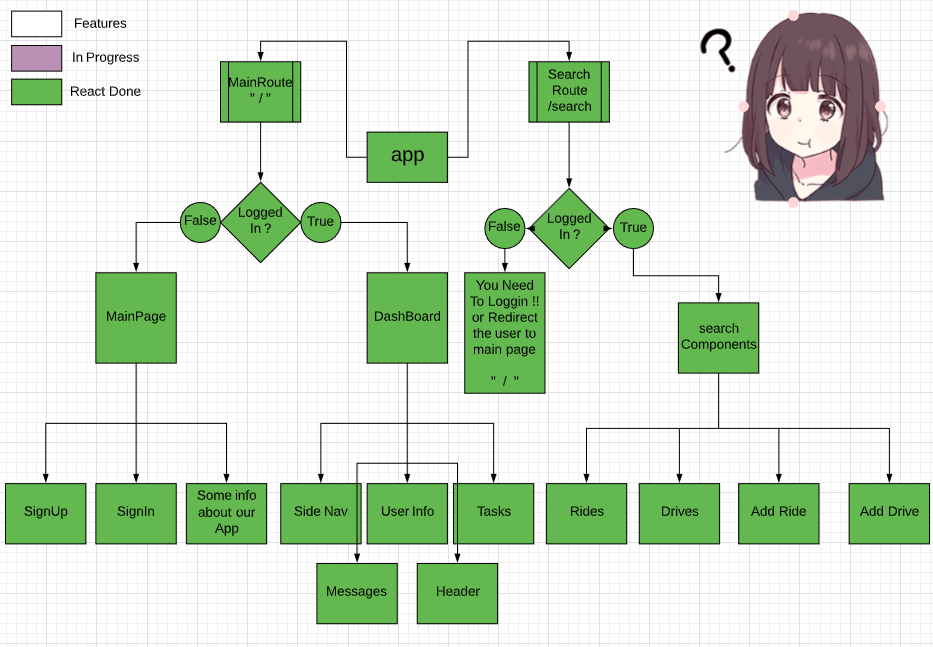 Features
In Progress
React Done
MainRoute
" / "
Search
Route
/search
app
?
Logged
In ?
False
True
Logged
In ?
False
True
MainPage
DashBoard
You Need
To Loggin !!
or Redirect
the user to
main page
" / "
search
Components
SignUp
SignIn
Some info
about our
App
Side Nav
User Info
Tasks
Rides
Drives
Add Ride
Add Drive
Messages
Header